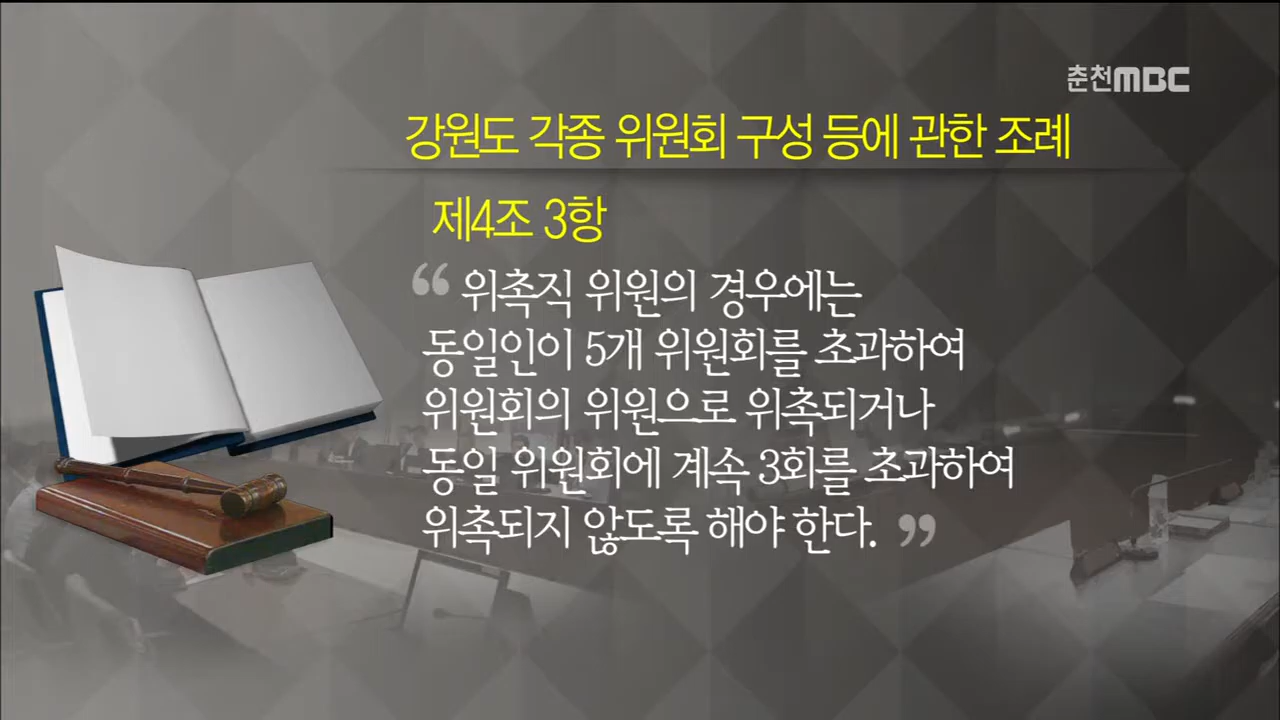 춘천MBC
강원도 각종 위원회 구성 등에 관한 조례
제4조 3항
“ 위촉직 위원의 경우에는
동일인이 5개 위원회를 초과하여
위원회의 위원으로 위촉되거나
동일 위원회에 계속 3회를 초과하여
위촉되지 않도록 해야 한다. ”